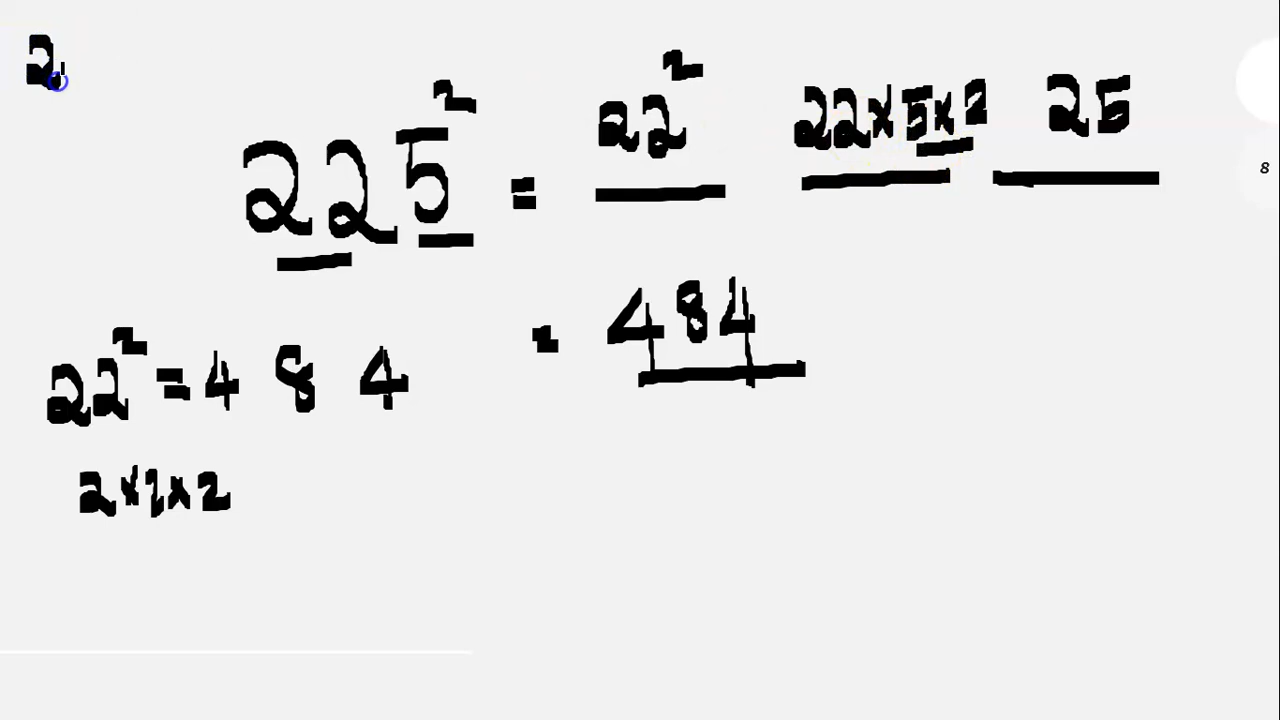 2
225² = 22² 22×5×2 25
8
= 484
22² = 4 8 4
2×2×2